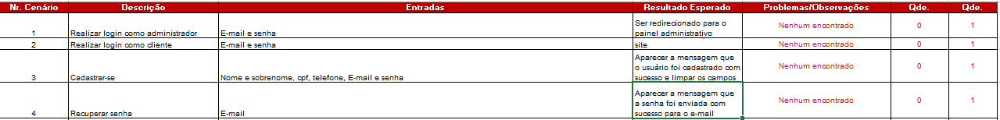 Nr. Cenário Descrição Entradas Resultado Esperado Problemas/Observações Qde. Qde.
1 Realizar login como administrador E-mail e senha Ser redirecionado para o painel administrativo Nenhum encontrado 0 1
2 Realizar login como cliente E-mail e senha site Nenhum encontrado 0 1
3 Cadastrar-se Nome e sobrenome, cpf, telefone, E-mail e senha Aparecer a mensagem que o usuário foi cadastrado com sucesso e limpar os campos Nenhum encontrado 0 1
4 Recuperar senha E-mail Aparecer a mensagem que a senha foi enviada com sucesso para o e-mail Nenhum encontrado 0 1